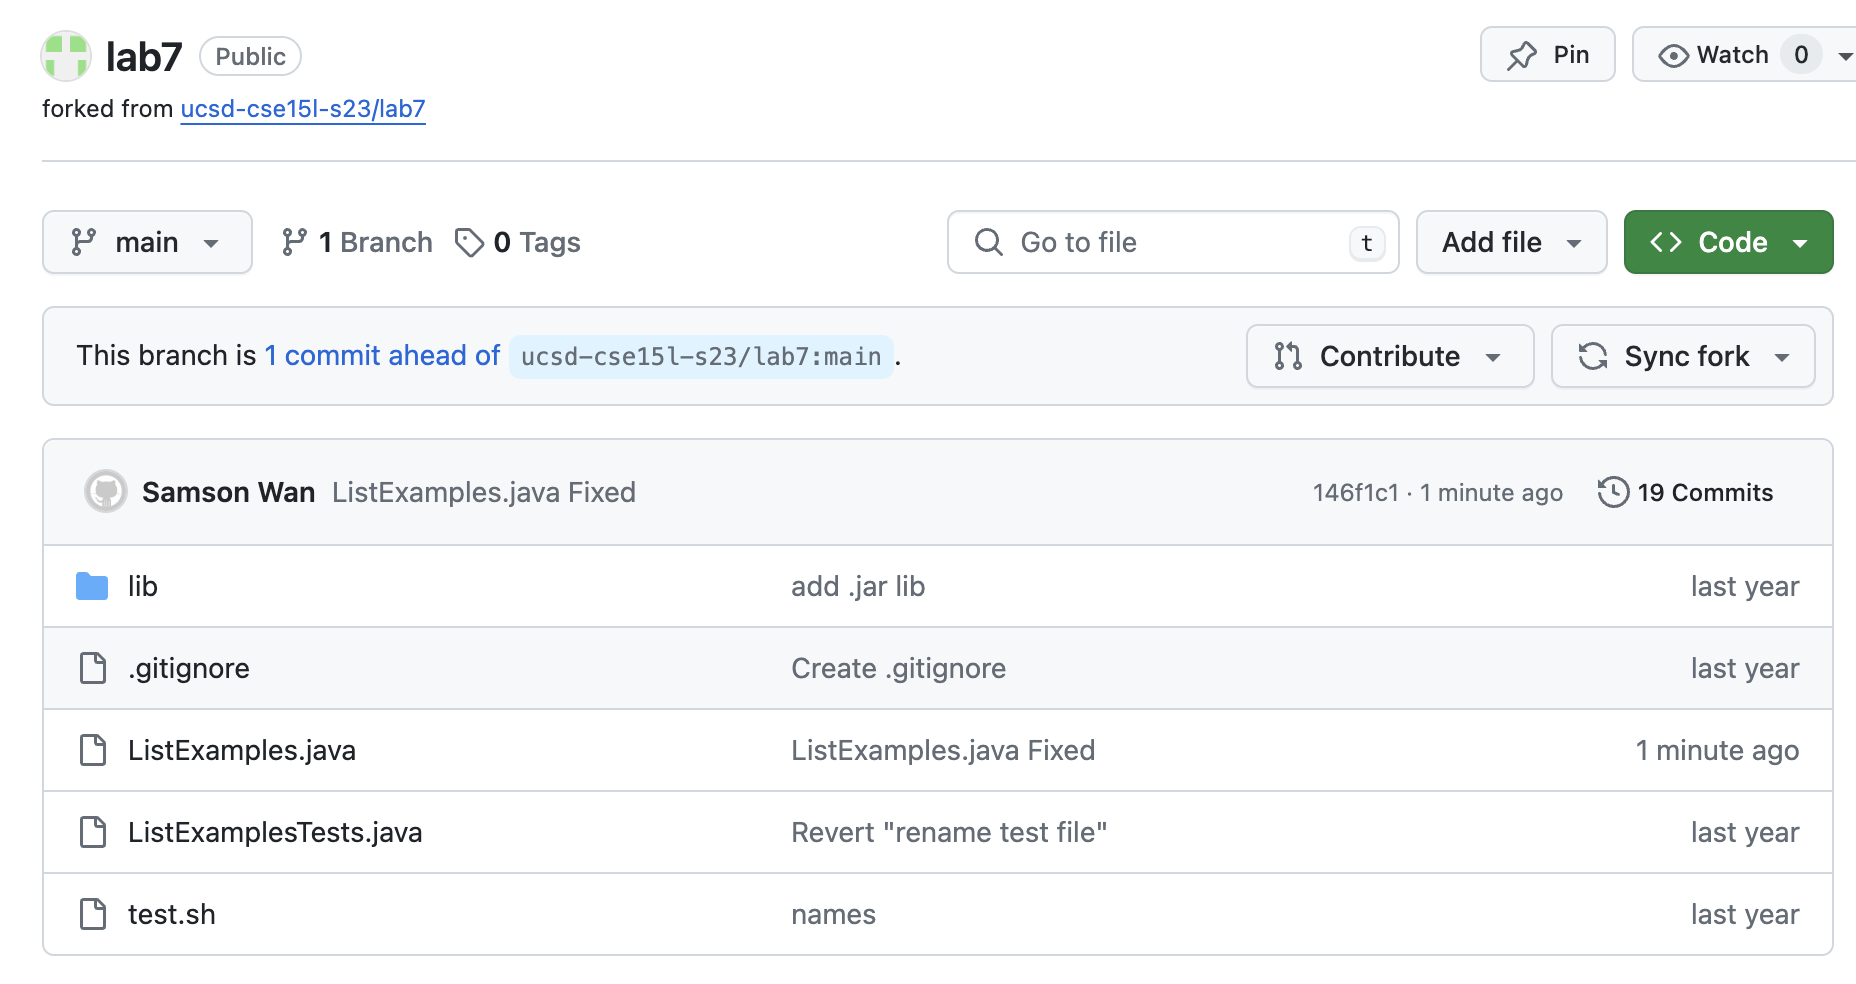 lab7 Public Pin Watch 0
forked from ucsd-cse15l-s23/lab7
main 1 Branch 0 Tags Go to file t Add file Code
This branch is 1 commit ahead of ucsd-cse15l-s23/lab7:main.
Contribute Sync fork
Samson Wan ListExamples.java Fixed 146f1c1 · 1 minute ago 19 Commits
lib add .jar lib last year
.gitignore Create .gitignore last year
ListExamples.java ListExamples.java Fixed 1 minute ago
ListExamplesTests.java Revert "rename test file" last year
test.sh names last year